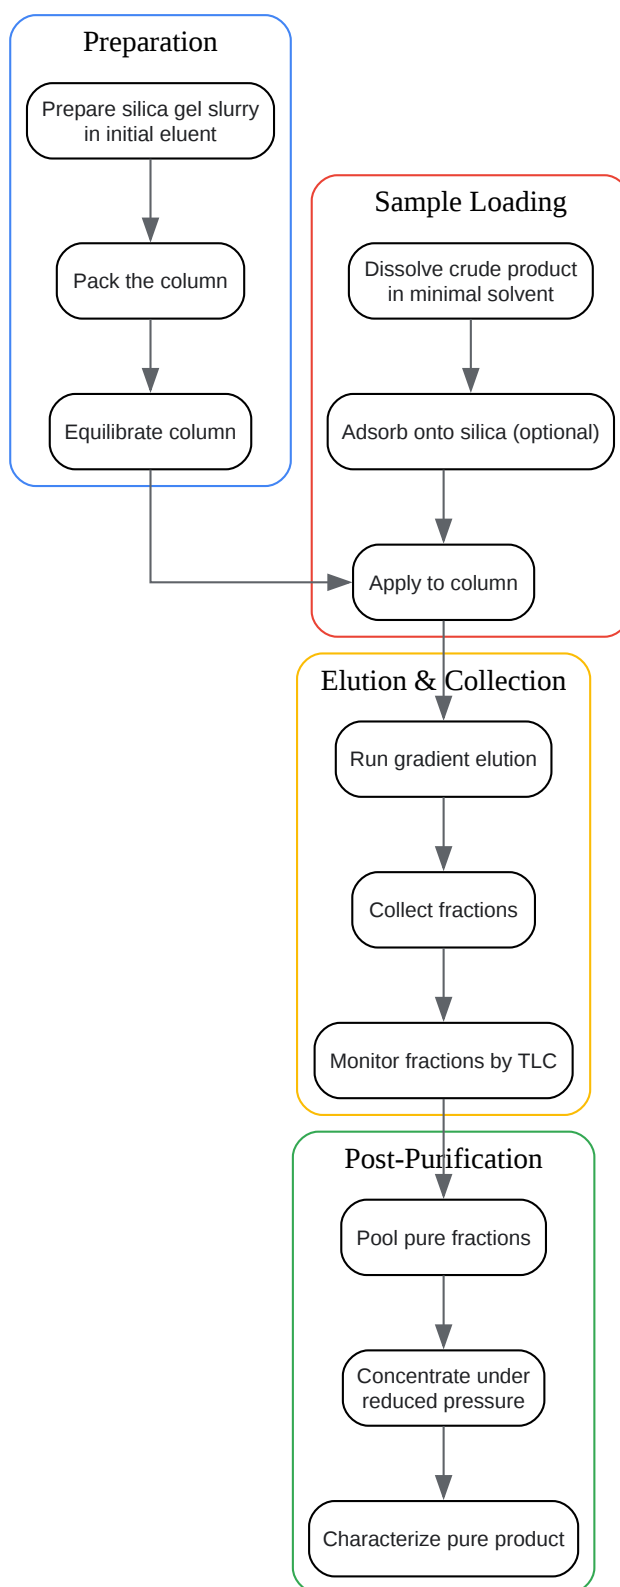 Preparation
Prepare silica gel slurry
in initial eluent
Pack the column
Equilibrate column
Sample Loading
Dissolve crude product
in minimal solvent
Adsorb onto silica (optional)
Apply to column
Elution & Collection
Run gradient elution
Collect fractions
Monitor fractions by TLC
Post-Purification
Pool pure fractions
Concentrate under
reduced pressure
Characterize pure product